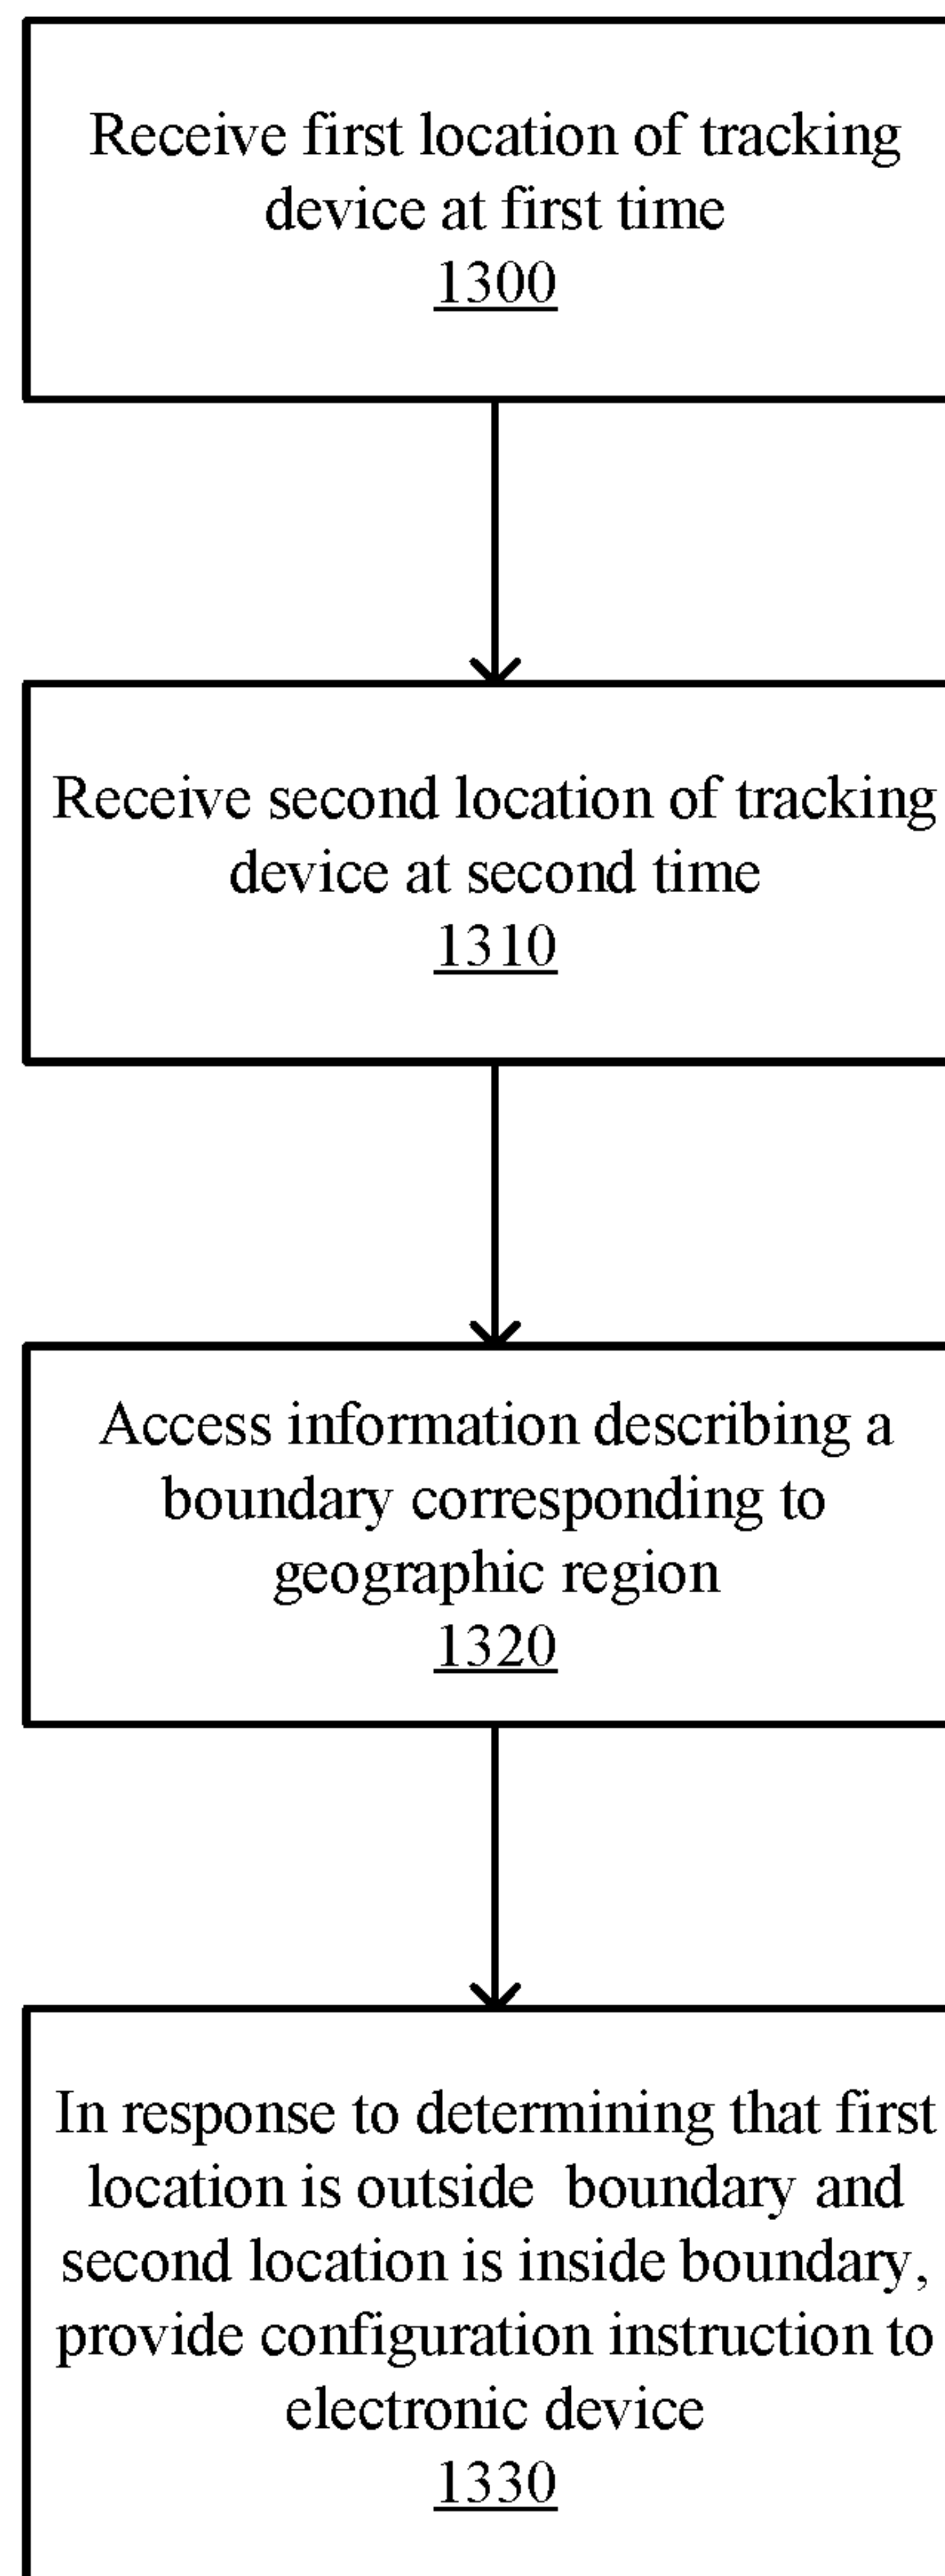 Receive first location of tracking
device at first time
1300
Receive second location of tracking
device at second time
1310
Access information describing a
boundary corresponding to
geographic region
1320
In response to determining that first
location is outside  boundary and
second location is inside boundary,
provide configuration instruction to
electronic device
1330